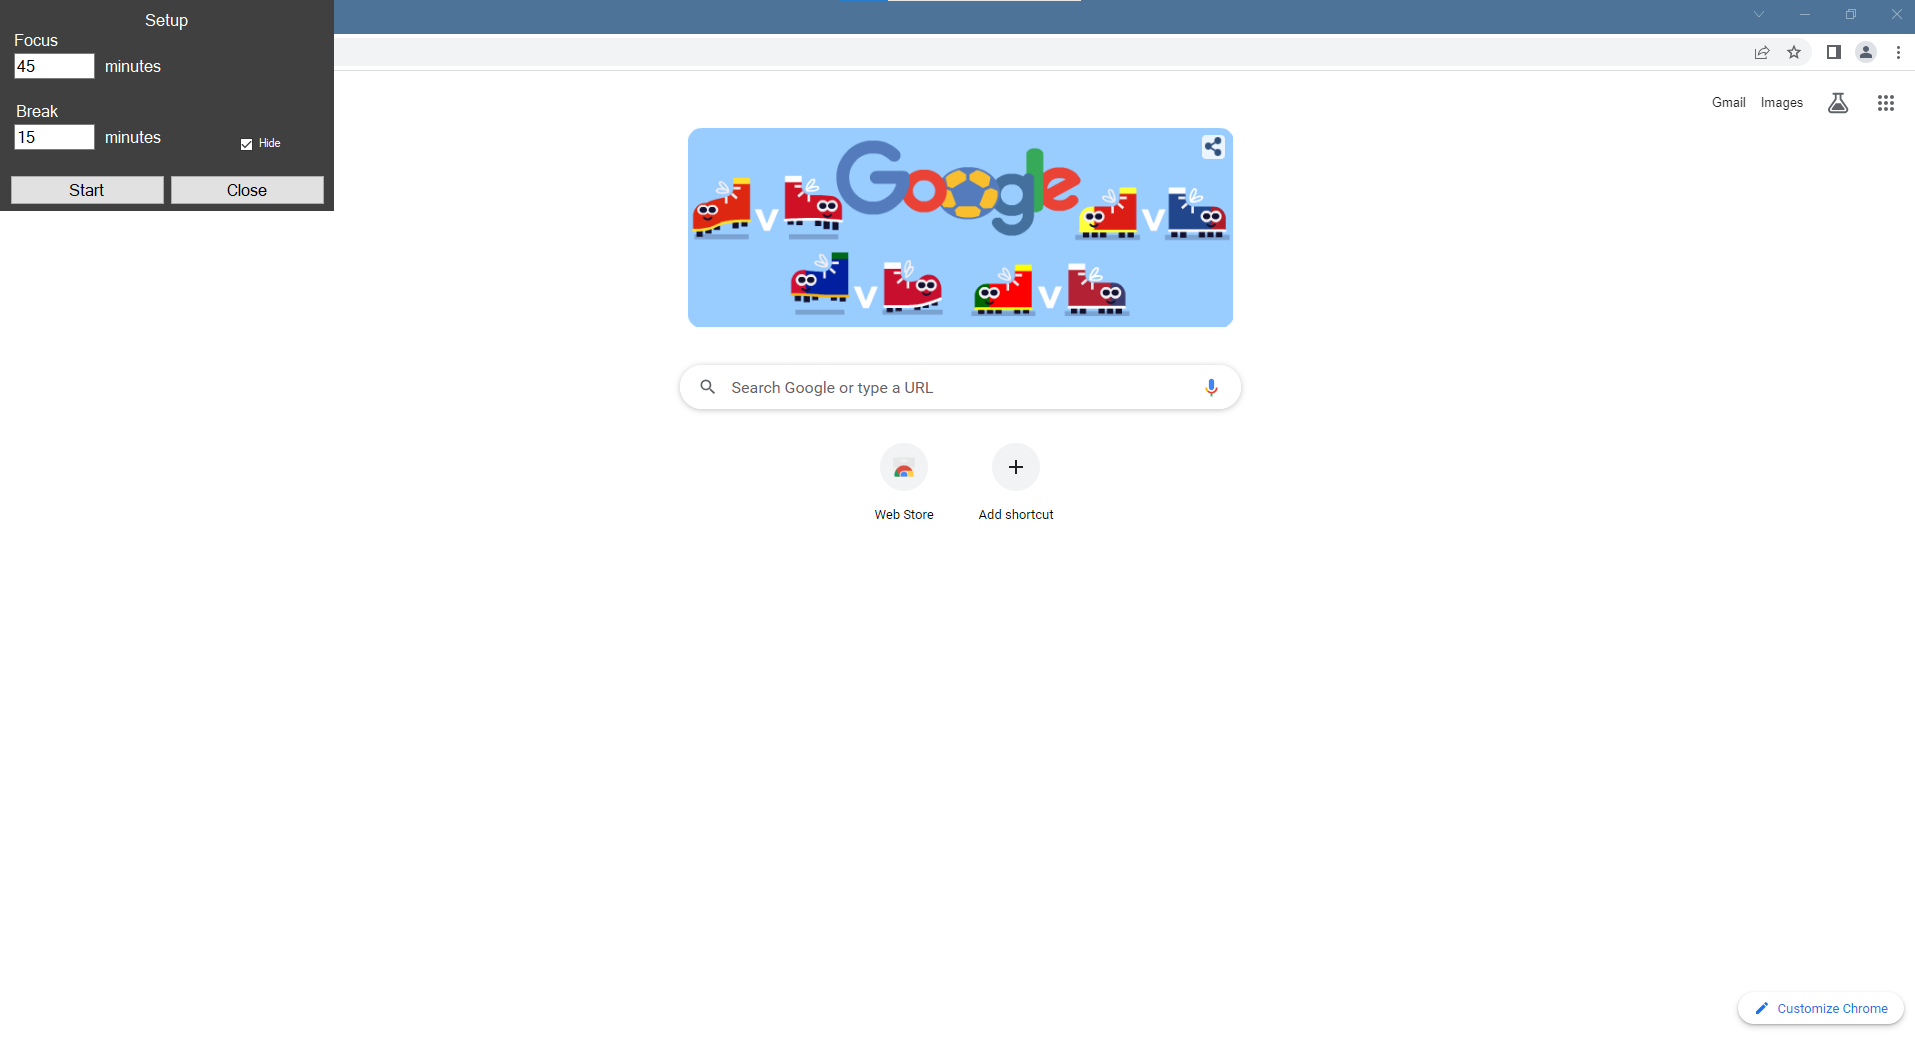 Setup
Focus
45 minutes
Break
15 minutes
Hide
Start Close
Gmail Images
Google
v v
v v
Search Google or type a URL
Web Store Add shortcut
Customize Chrome